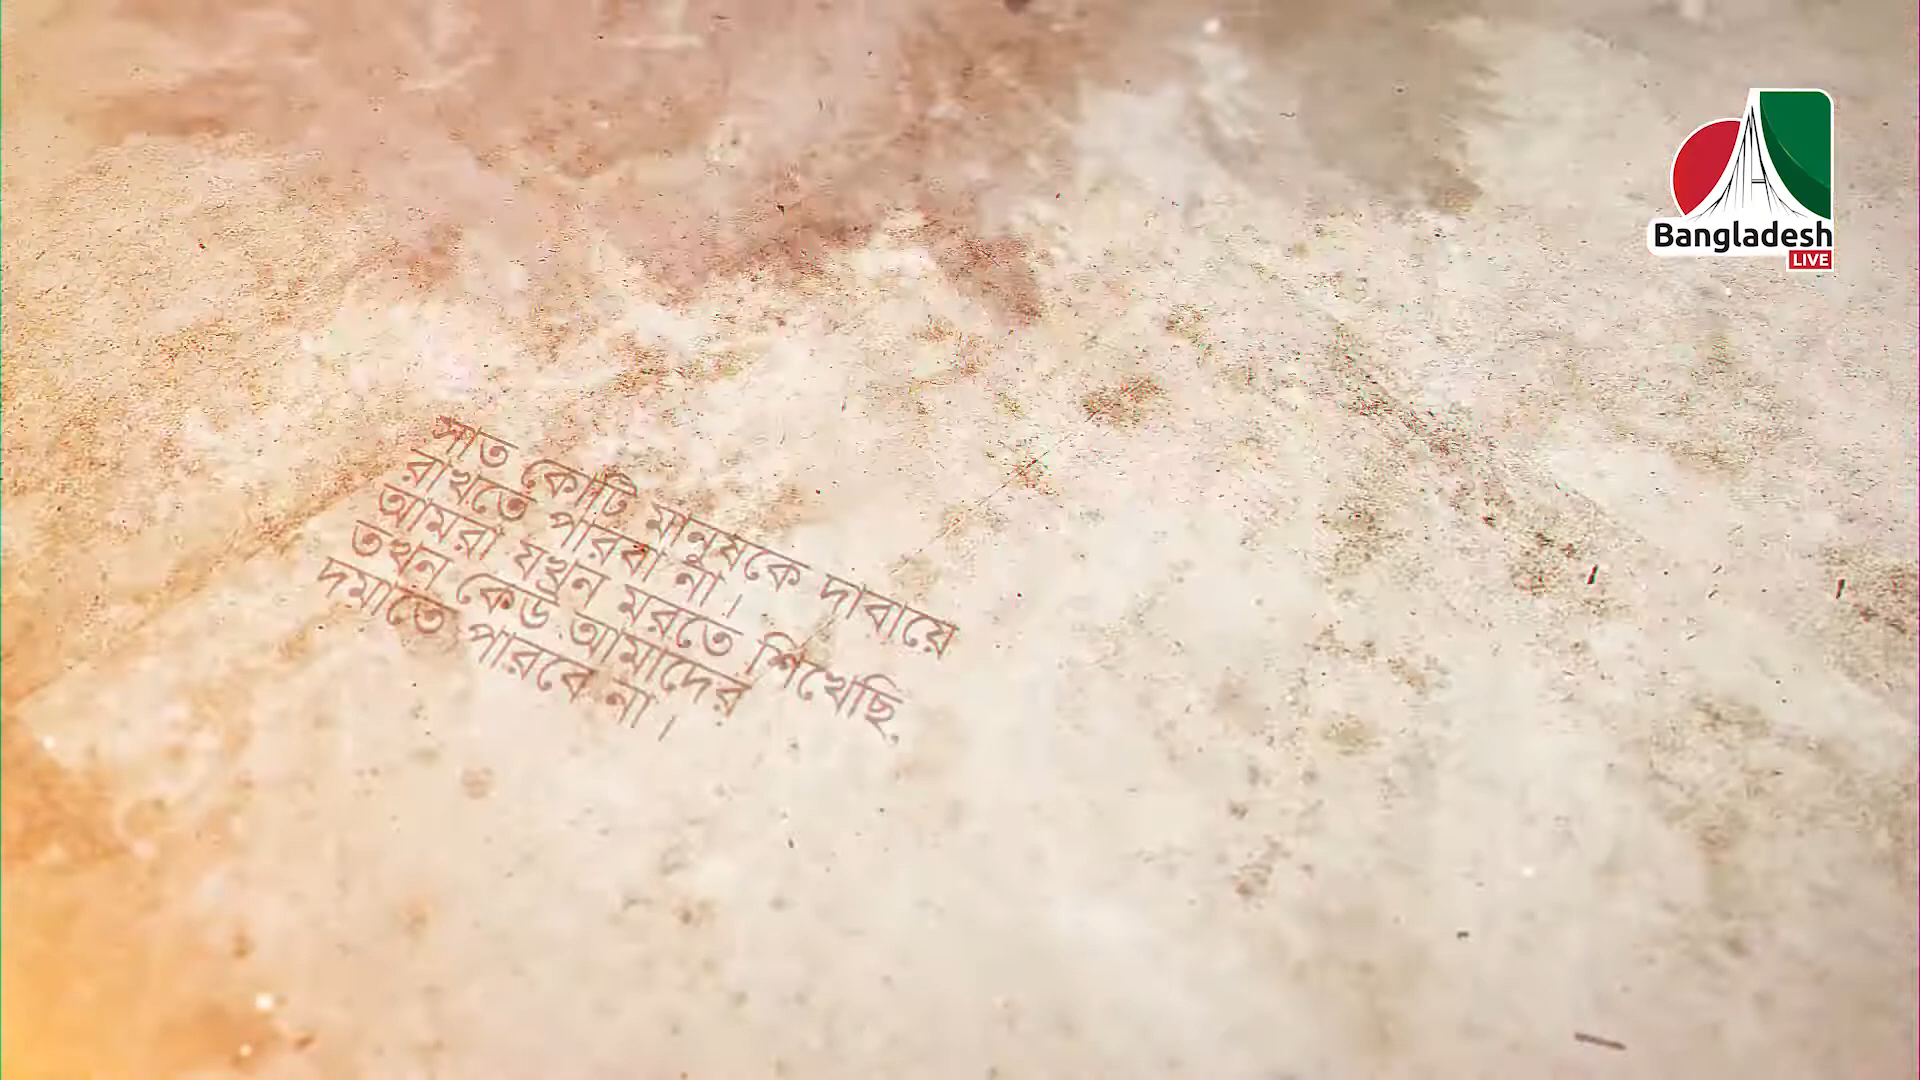 সাত কোটি মানুষকে দাবায়ে
রাখতে পারবা না।
আমরা যখন মরতে শিখেছি,
তখন কেউ আমাদের
দমাতে পারবে না।
Bangladesh
LIVE